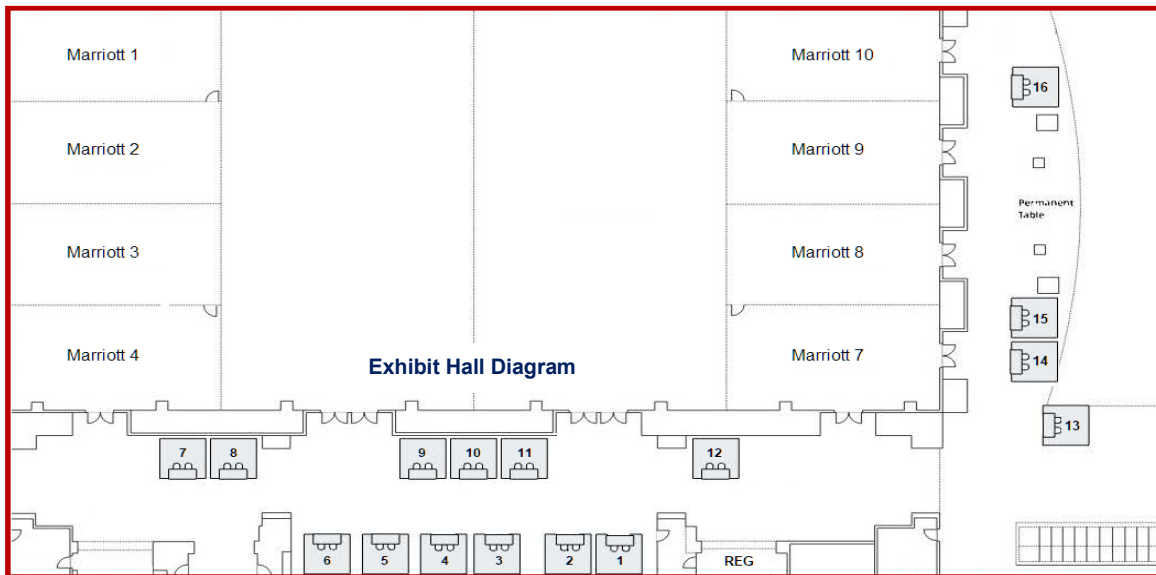 Marriott 1
Marriott 10
16
Marriott 2
Marriott 9
Permanent
Table
Marriott 3
Marriott 8
15
Marriott 4
Exhibit Hall Diagram
Marriott 7
14
13
7
8
9
10
11
12
6
5
4
3
2
1
REG